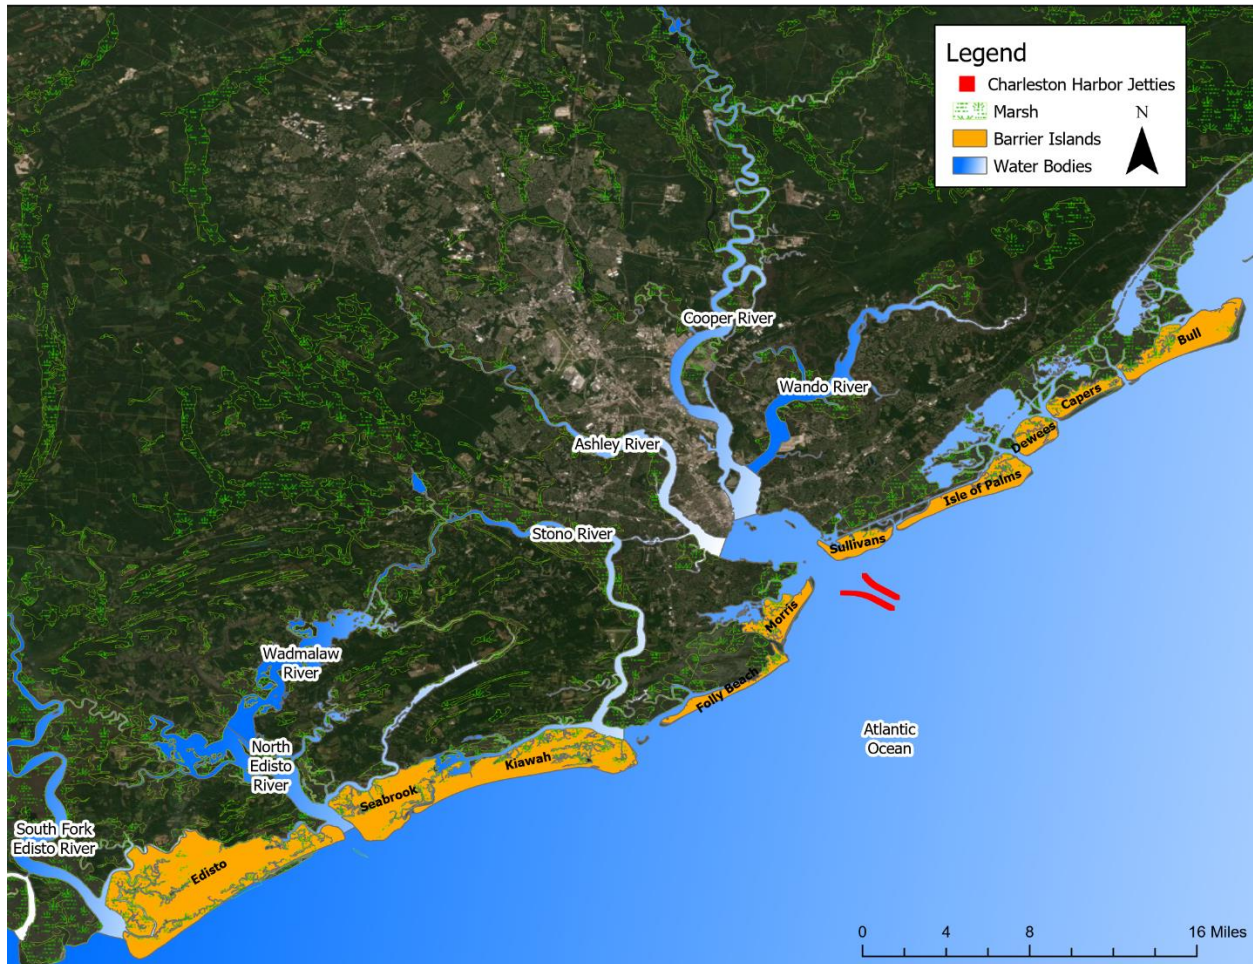 Legend
Charleston Harbor Jetties
Marsh
Barrier Islands
Water Bodies
N
Cooper River
Wando River
Ashley River
Stono River
Wadmalaw
River
North
Edisto
River
South Fork
Edisto River
Bull
Capers
Dewees
Isle of Palms
Sullivans
Morris
Folly Beach
Kiawah
Seabrook
Edisto
Atlantic
Ocean
0 4 8 16 Miles